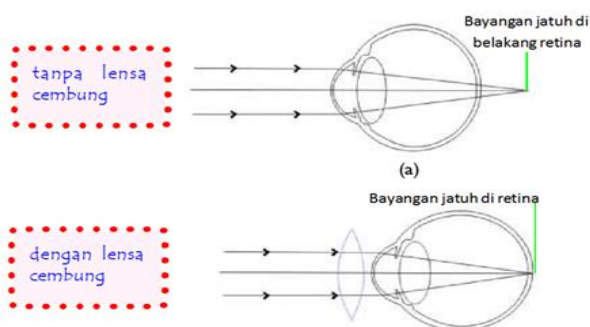 Bayangan jatuh di
belakang retina
tanpa lensa
cembung
(a)
Bayangan jatuh di retina
dengan lensa
cembung